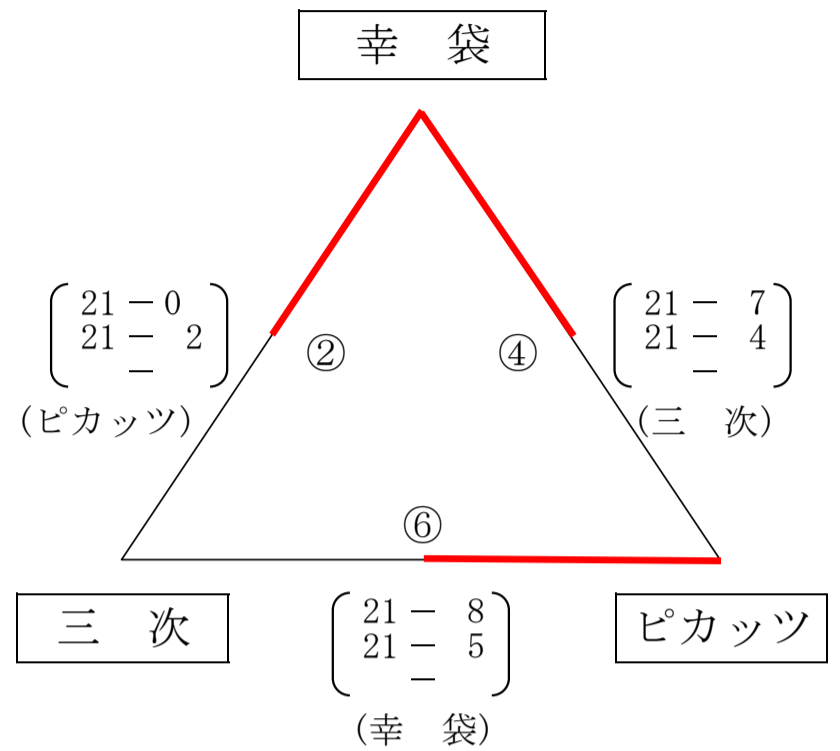 幸　袋
21 － 0
21 －　2
－
(ピカッツ)
②
④
21 －　7
21 －　4
－
(三　次)
⑥
三　次
21 －　8
21 －　5
－
(幸　袋)
ピカッツ